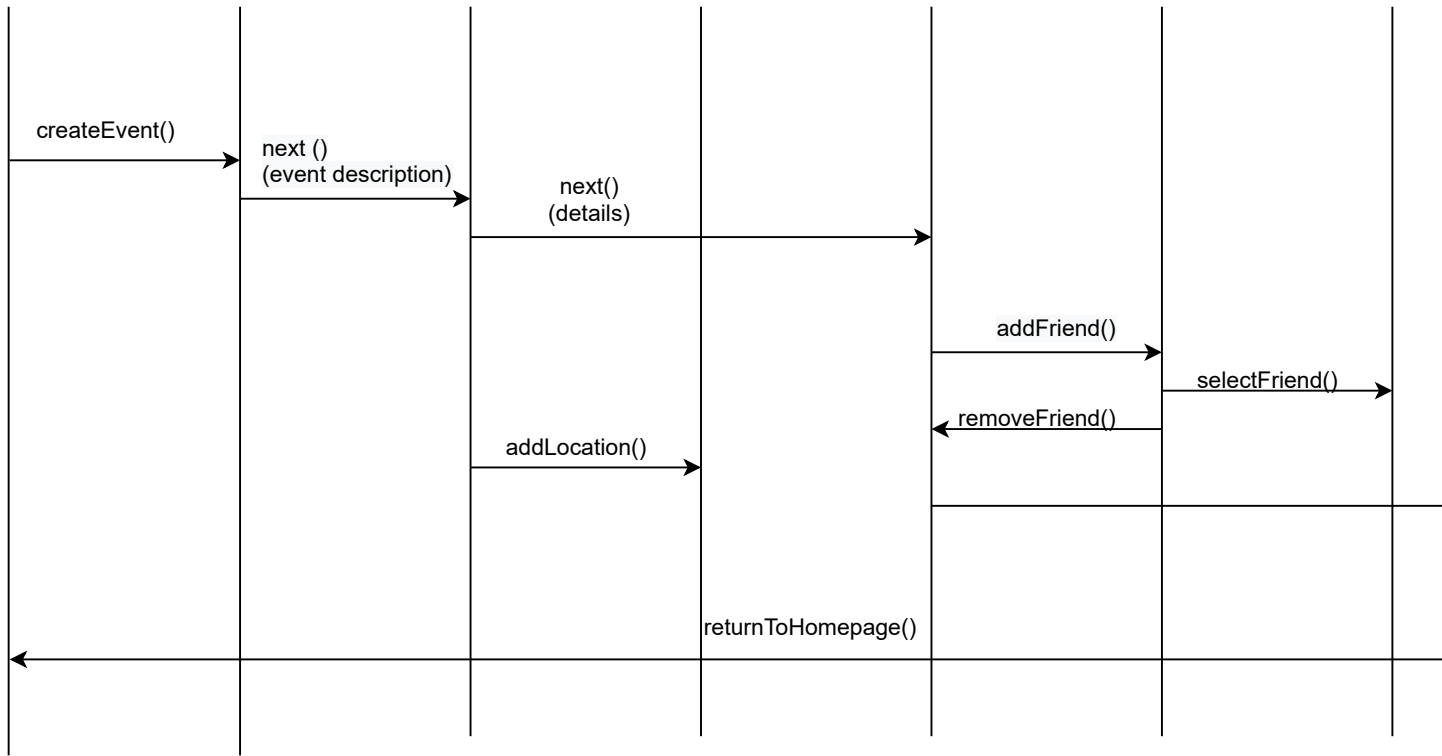 createEvent()
next ()
(event description)
next()
(details)
addFriend()
selectFriend()
removeFriend()
addLocation()
returnToHomepage()